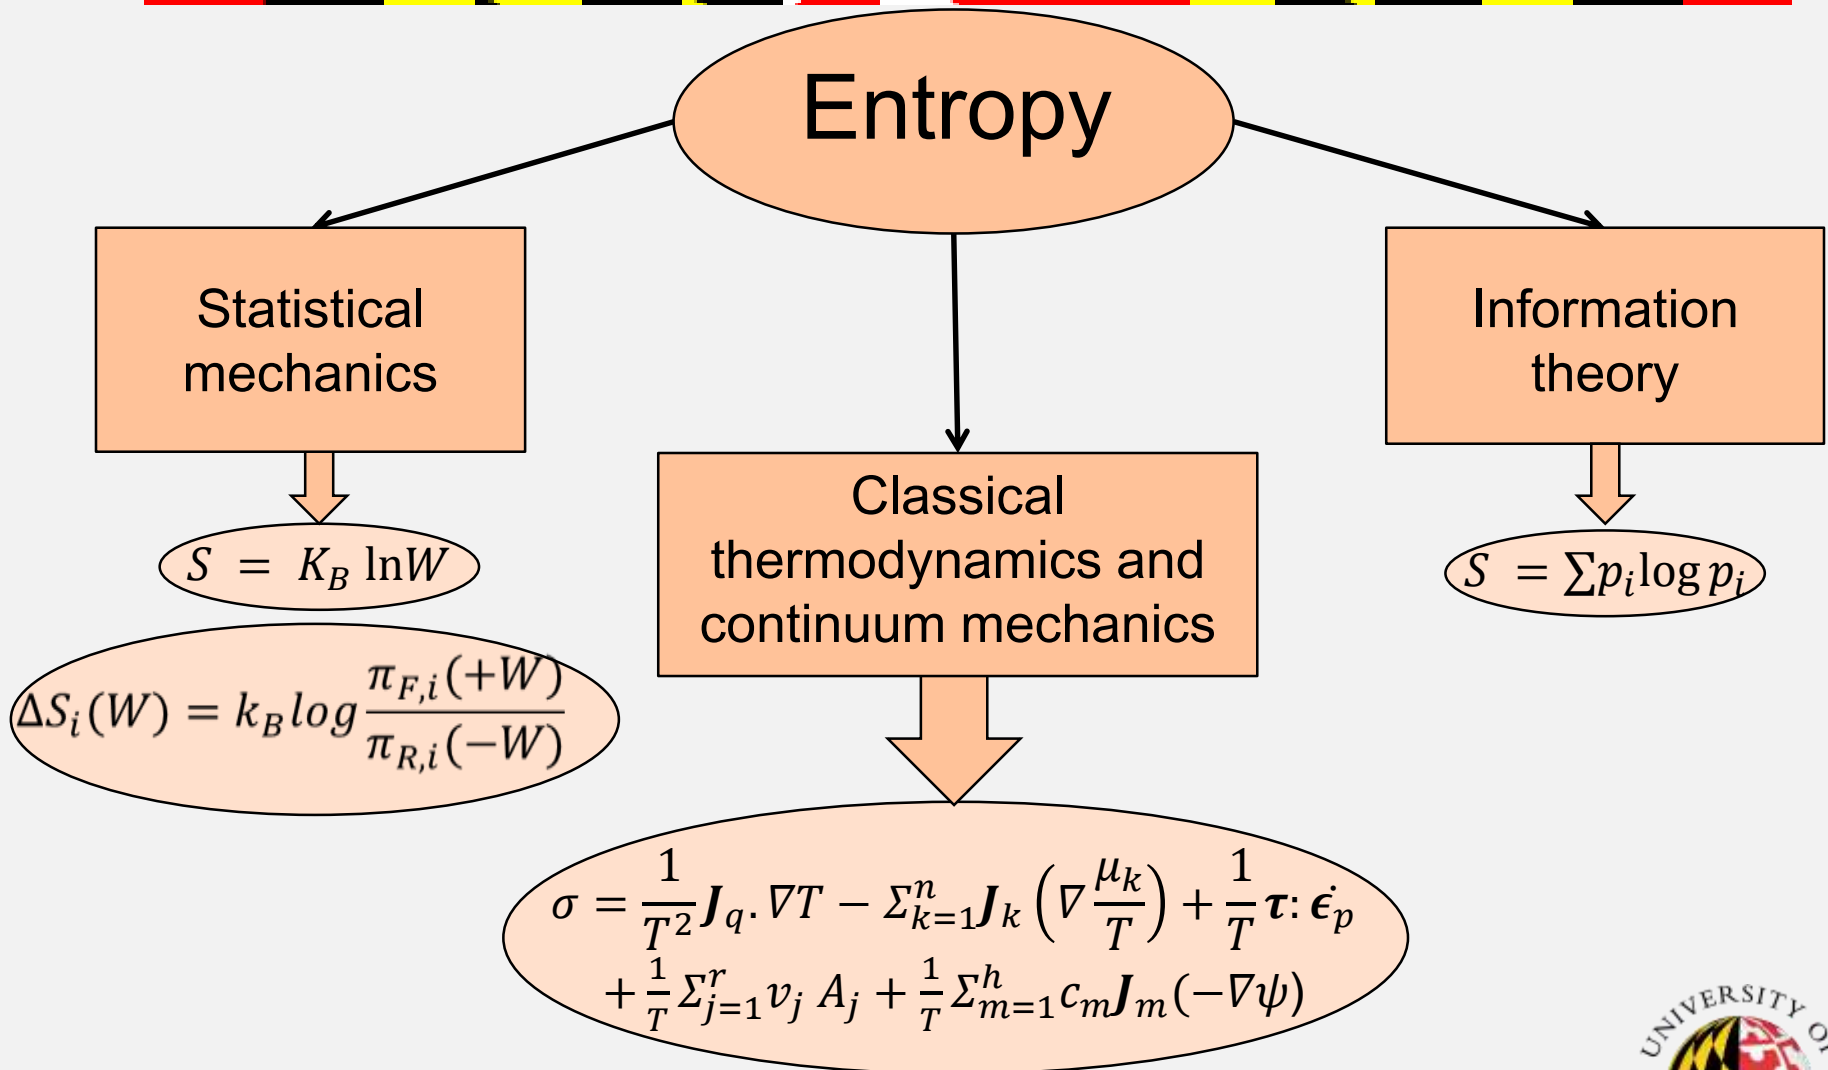 Entropy
Statistical
mechanics
S = K_B lnW
ΔS_i(W) = k_B log π_{F,i}(+W) / π_{R,i}(−W)
Classical
thermodynamics and
continuum mechanics
σ = 1/T² J_q. ∇T − Σ_{k=1}^n J_k (∇ μ_k/T) + 1/T τ: ϵ̇_p
+ 1/T Σ_{j=1}^r v_j A_j + 1/T Σ_{m=1}^h c_m J_m(−∇ψ)
Information
theory
S = ∑p_i log p_i
UNIVERSITY O